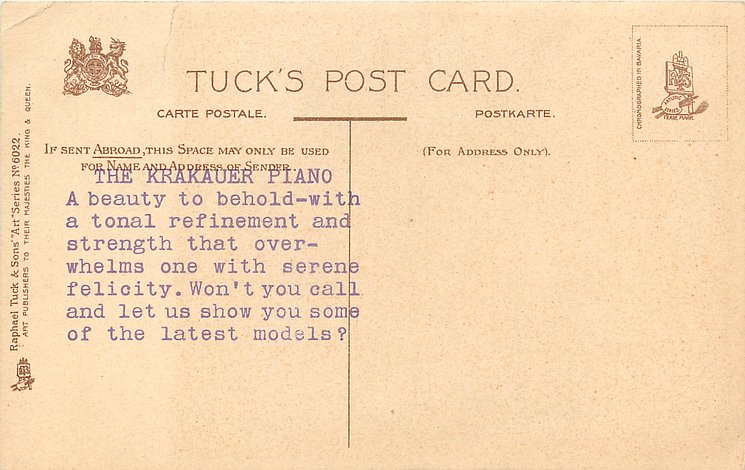 TUCK'S POST CARD.
CARTE POSTALE.
POSTKARTE.
IF SENT ABROAD, THIS SPACE MAY ONLY BE USED
FOR NAME AND ADDRESS OF SENDER.
(FOR ADDRESS ONLY).
THE KRAKAUER PIANO
A beauty to behold-with
a tonal refinement and
strength that over-
whelms one with serene
felicity. Won't you call
and let us show you some
of the latest models?
Raphael Tuck & Sons' "Art" Series No 6022.
ART PUBLISHERS TO THEIR MAJESTIES THE KING & QUEEN.
CHROMOGRAPHED IN BAVARIA
ARTISTIC
SERIES
TRADE MARK